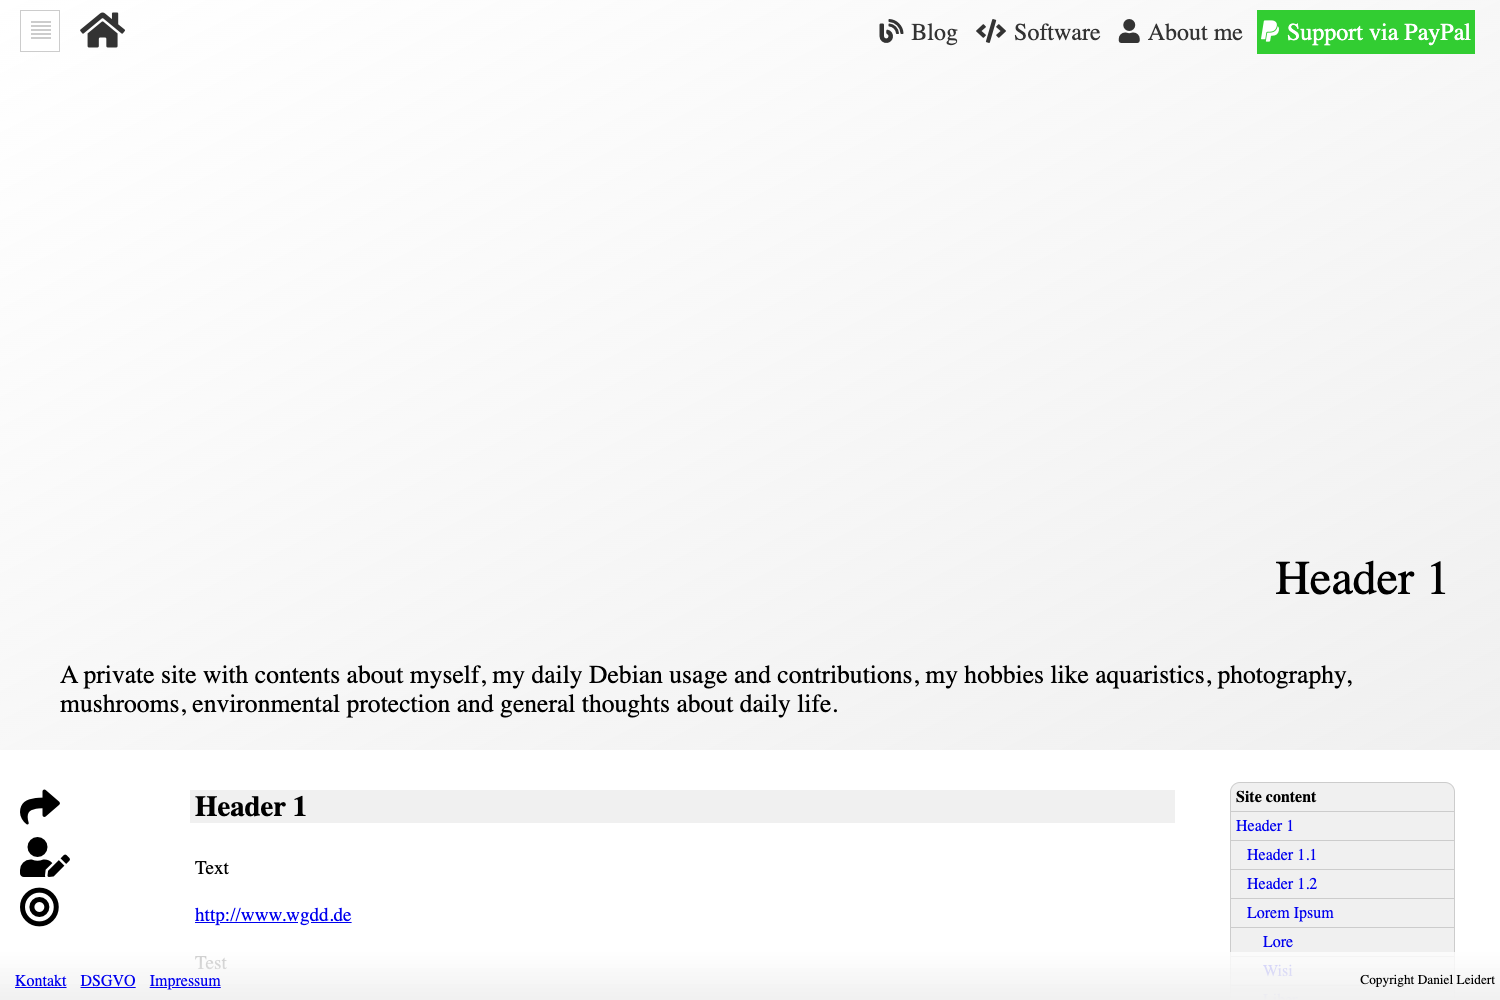 Blog Software About me Support via PayPal
Header 1
A private site with contents about myself, my daily Debian usage and contributions, my hobbies like aquaristics, photography,
mushrooms, environmental protection and general thoughts about daily life.
Header 1
Text
http://www.wgdd.de
Test
Site content
Header 1
Header 1.1
Header 1.2
Lorem Ipsum
Lore
Wisi
Kontakt DSGVO Impressum
Copyright Daniel Leidert